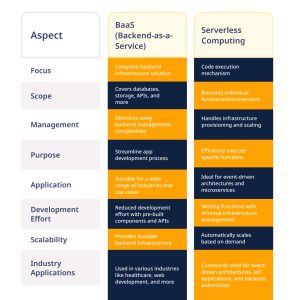 Aspect
BaaS
(Backend-as-a-
Service)
Serverless
Computing
Focus
Complete backend
infrastructure solution
Code execution
mechanism
Scope
Covers databases,
storage, APIs, and
more
Executes individual
functions/microservices
Management
Abstracts away
backend management
complexities
Handles infrastructure
provisioning and scaling
Purpose
Streamline app
development process
Efficiently execute
specific functions
Application
Suitable for a wide
range of industries and
use cases
Ideal for event-driven
architectures and
microservices
Development
Effort
Reduced development
effort with pre-built
components and APIs
Writing functions with
minimal infrastructure
management
Scalability
Provides scalable
backend infrastructure
Automatically scales
based on demand
Industry
Applications
Used in various industries
like healthcare, web
development, and more
Commonly used for event-
driven architectures, IoT
applications, and backend
automation